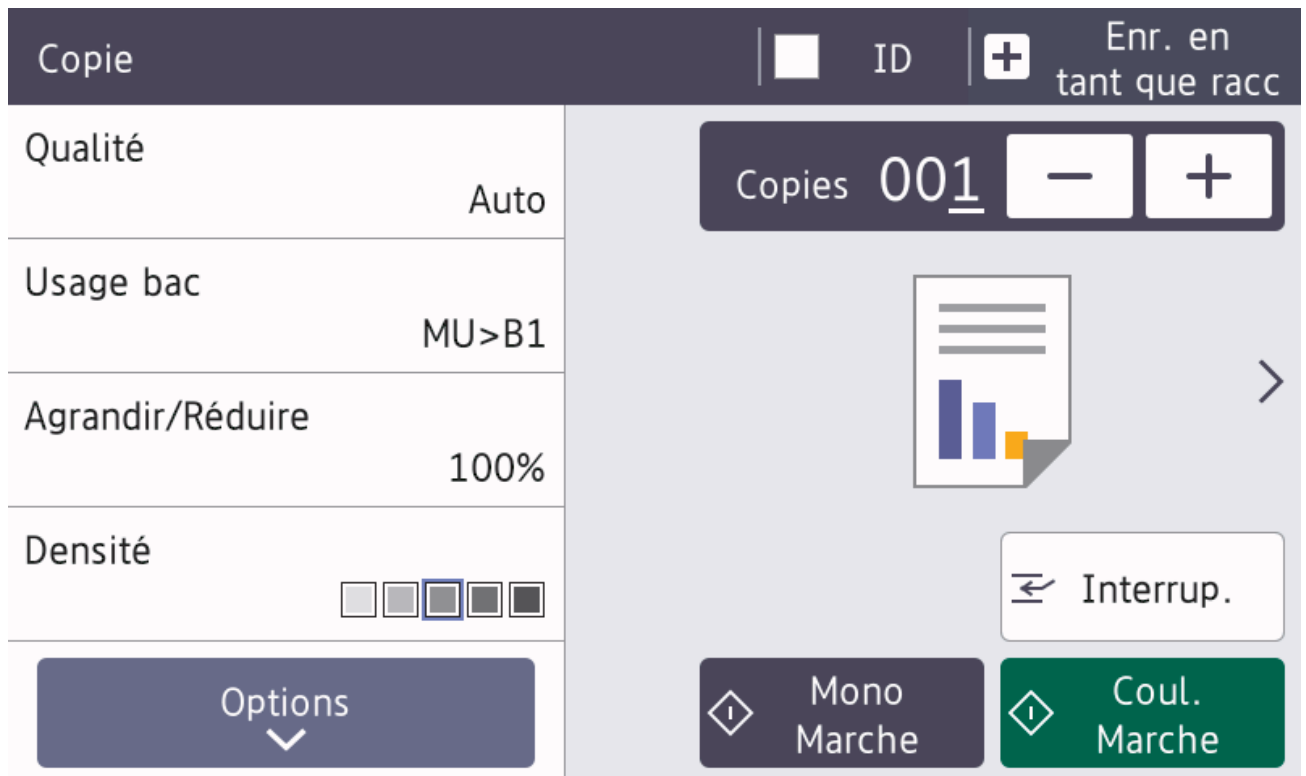 Copie
ID
Enr. en
tant que racc
Qualité
Auto
Usage bac
MU>B1
Agrandir/Réduire
100%
Densité
Options
Copies 001
Interrup.
Mono
Marche
Coul.
Marche